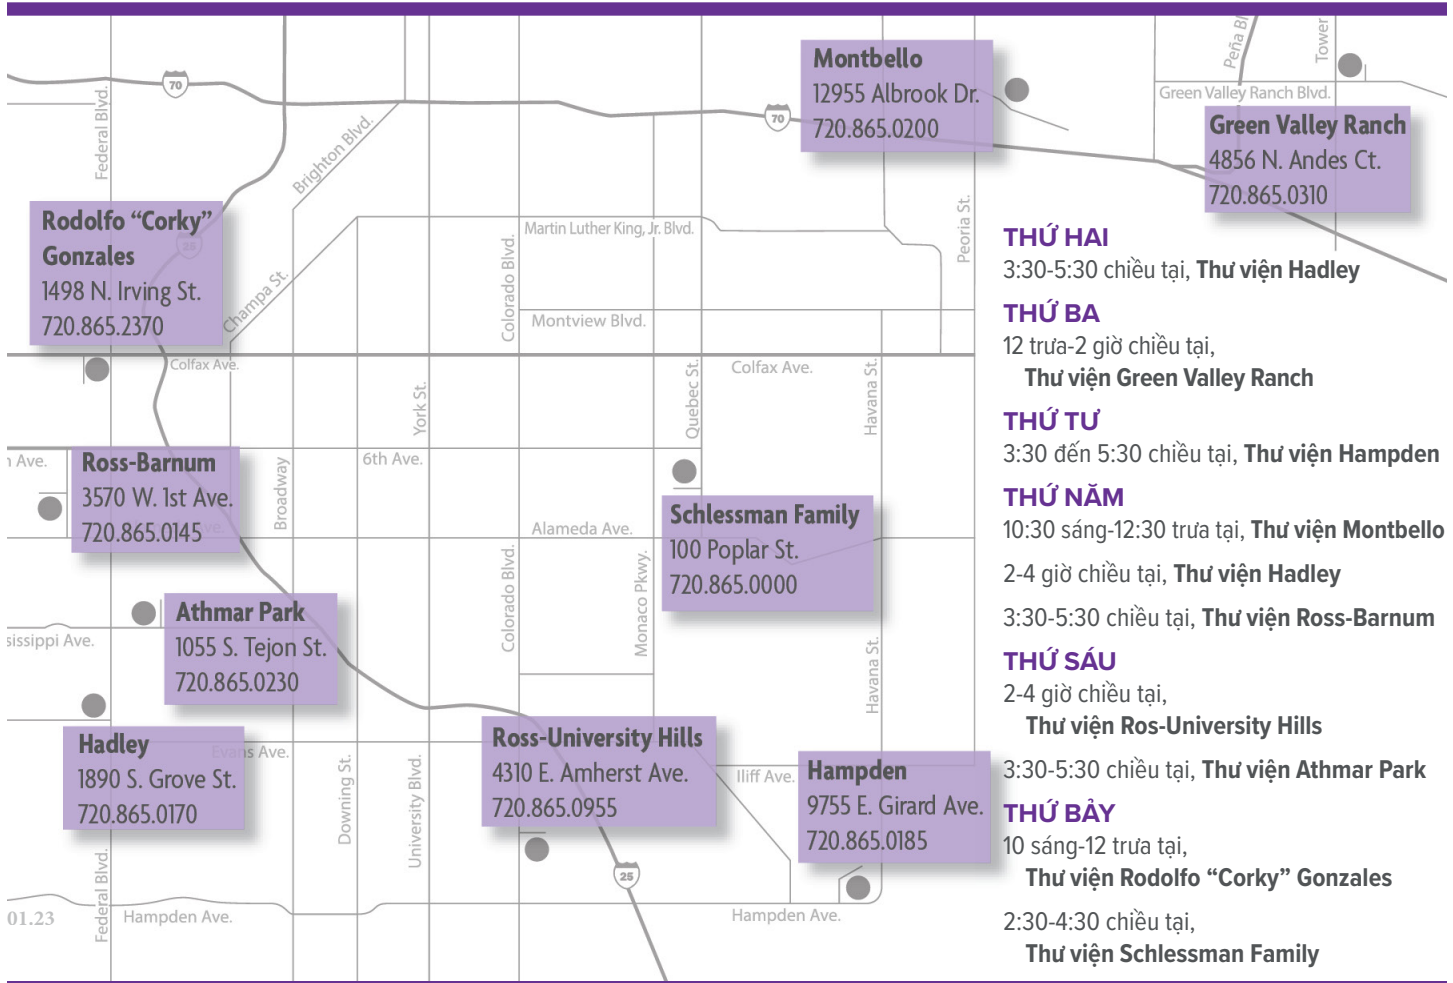 Montbello
12955 Albrook Dr.
720.865.0200
Green Valley Ranch
4856 N. Andes Ct.
720.865.0310
Rodolfo “Corky”
Gonzales
1498 N. Irving St.
720.865.2370
Ross-Barnum
3570 W. 1st Ave.
720.865.0145
Schlessman Family
100 Poplar St.
720.865.0000
Athmar Park
1055 S. Tejon St.
720.865.0230
Hadley
1890 S. Grove St.
720.865.0170
Ross-University Hills
4310 E. Amherst Ave.
720.865.0955
Hampden
9755 E. Girard Ave.
720.865.0185
THỨ HAI
3:30-5:30 chiều tại, Thư viện Hadley
THỨ BA
12 trưa-2 giờ chiều tại,
Thư viện Green Valley Ranch
THỨ TƯ
3:30 đến 5:30 chiều tại, Thư viện Hampden
THỨ NĂM
10:30 sáng-12:30 trưa tại, Thư viện Montbello
2-4 giờ chiều tại, Thư viện Hadley
3:30-5:30 chiều tại, Thư viện Ross-Barnum
THỨ SÁU
2-4 giờ chiều tại,
Thư viện Ros-University Hills
3:30-5:30 chiều tại, Thư viện Athmar Park
THỨ BẢY
10 sáng-12 trưa tại,
Thư viện Rodolfo “Corky” Gonzales
2:30-4:30 chiều tại,
Thư viện Schlessman Family
70
70
25
25
Federal Blvd.
Brighton Blvd.
Champa St.
Martin Luther King, Jr. Blvd.
Colorado Blvd.
Montview Blvd.
Peoria St.
Peña Bl
Tower
Green Valley Ranch Blvd.
Colfax Ave.
Colfax Ave.
York St.
Quebec St.
Havana St.
Ave.
6th Ave.
Broadway
Alameda Ave.
Colorado Blvd.
Monaco Pkwy.
sissippi Ave.
Havana St.
Evans Ave.
Downing St.
University Blvd.
Iliff Ave.
Federal Blvd.
Hampden Ave.
Hampden Ave.
01.23